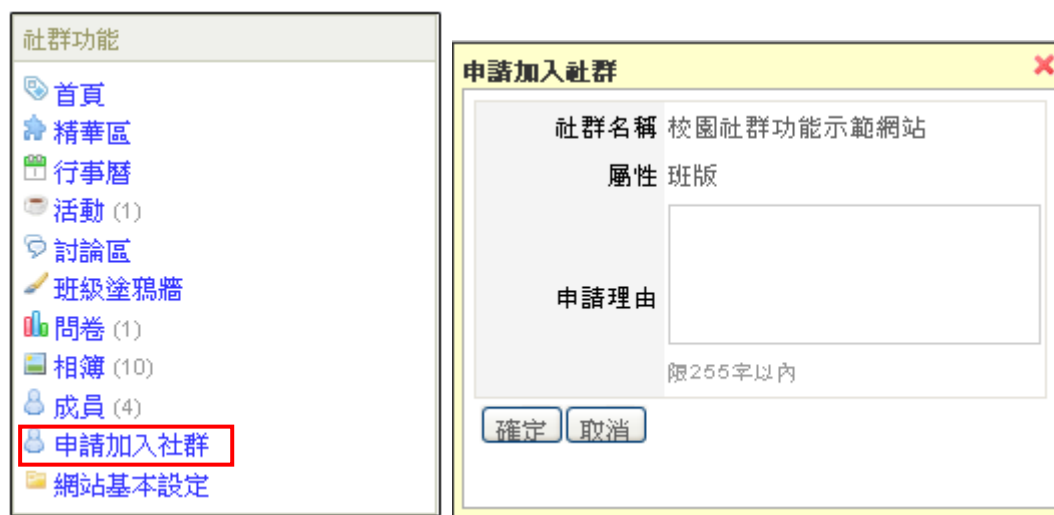 社群功能
首頁
精華區
行事曆
活動 (1)
討論區
班級塗鴉牆
問卷 (1)
相簿 (10)
成員 (4)
申請加入社群
網站基本設定
申請加入社群
社群名稱 校園社群功能示範網站
屬性 班版
申請理由
限255字以內
確定 取消